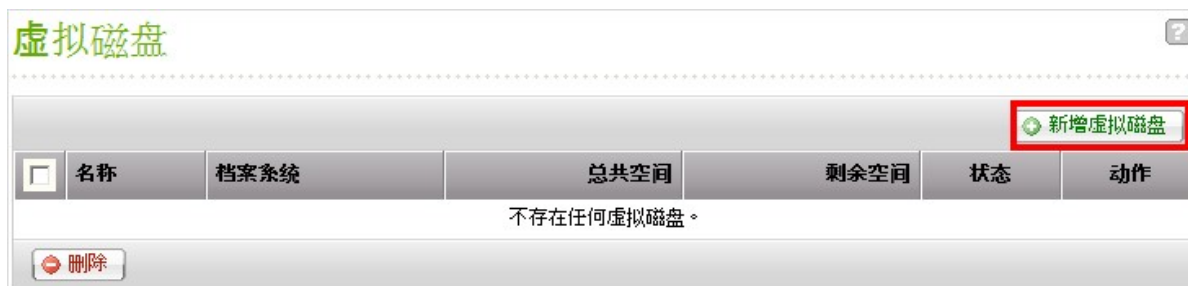 虚拟磁盘
?
新增虚拟磁盘
名称 档案系统 总共空间 剩余空间 状态 动作
不存在任何虚拟磁盘。
删除